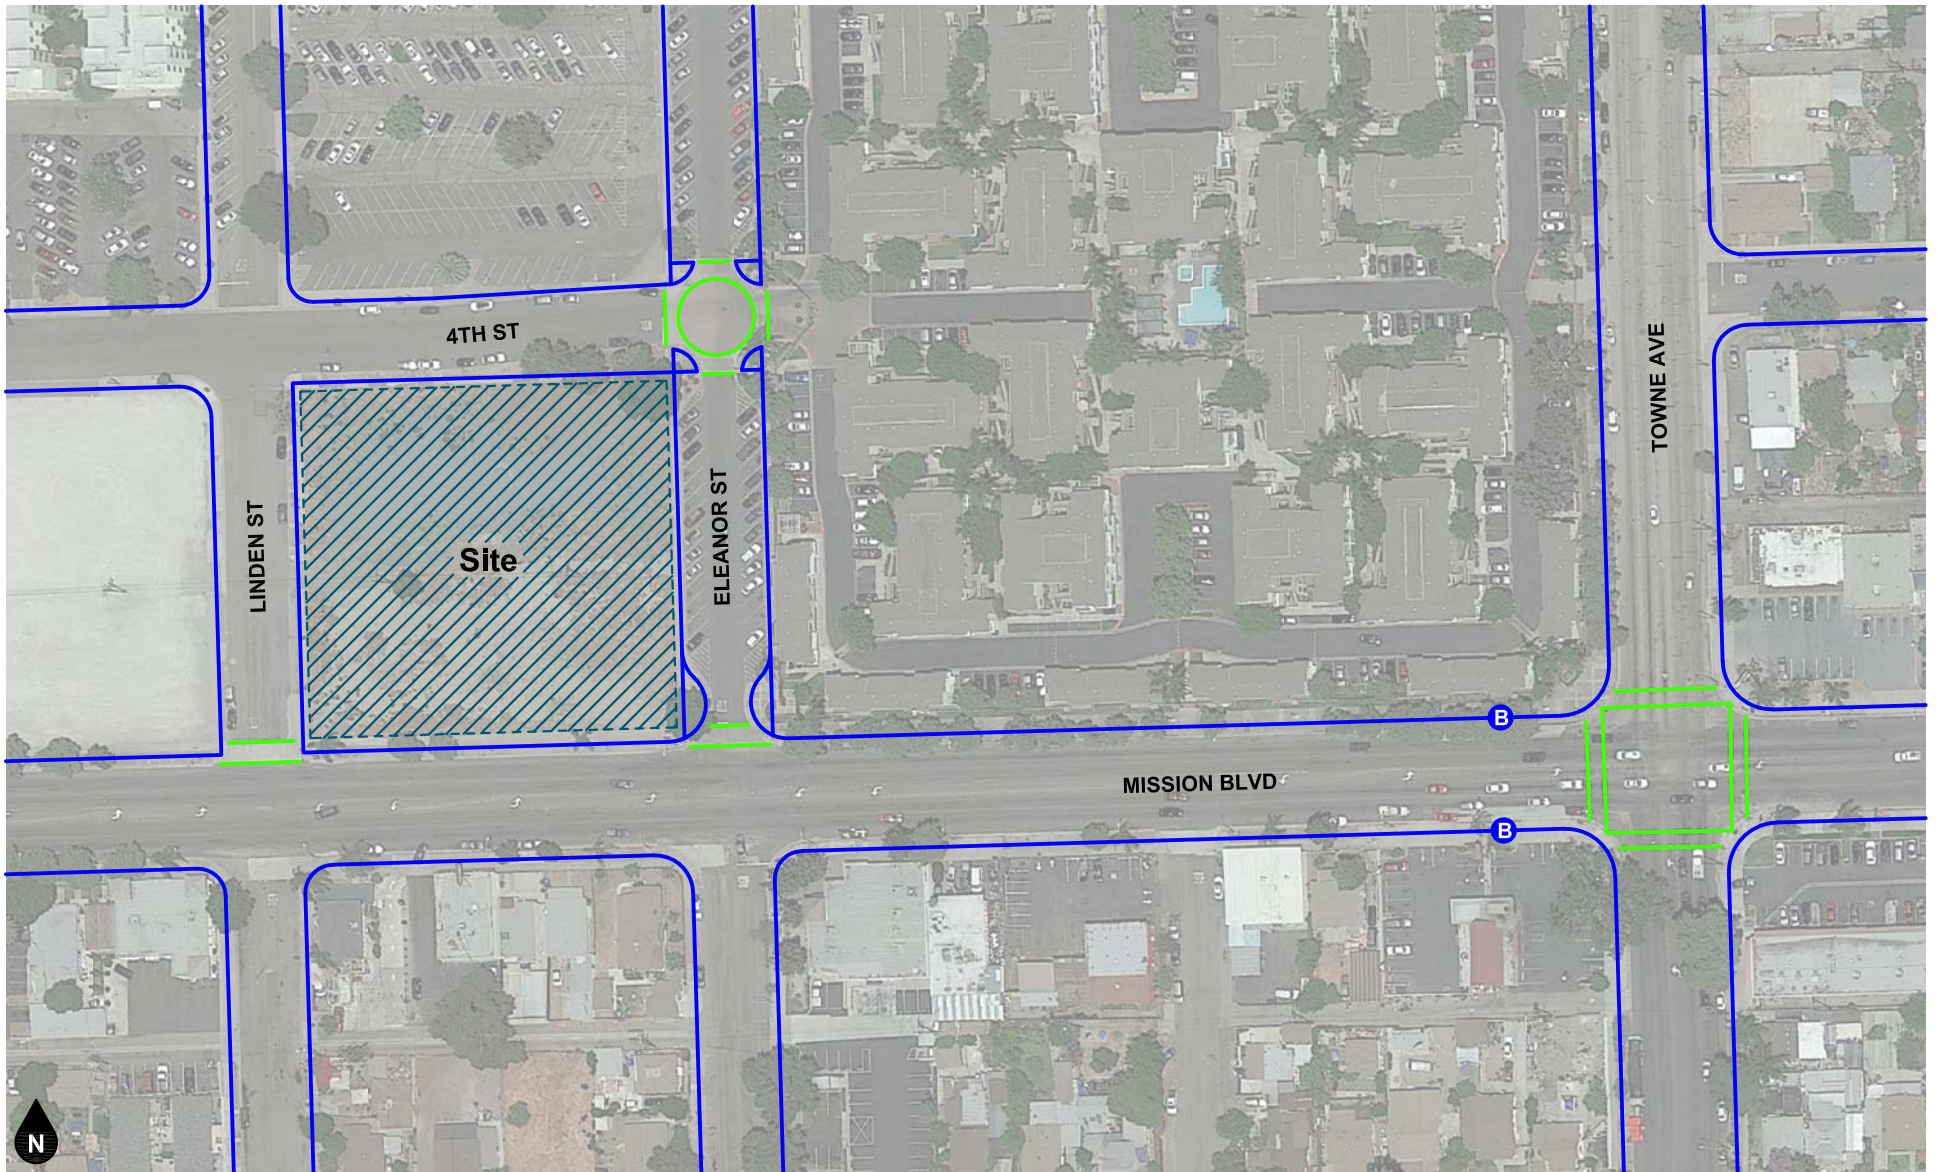 4TH ST
TOWNE AVE
LINDEN ST
Site
ELEANOR ST
B
MISSION BLVD
B
N